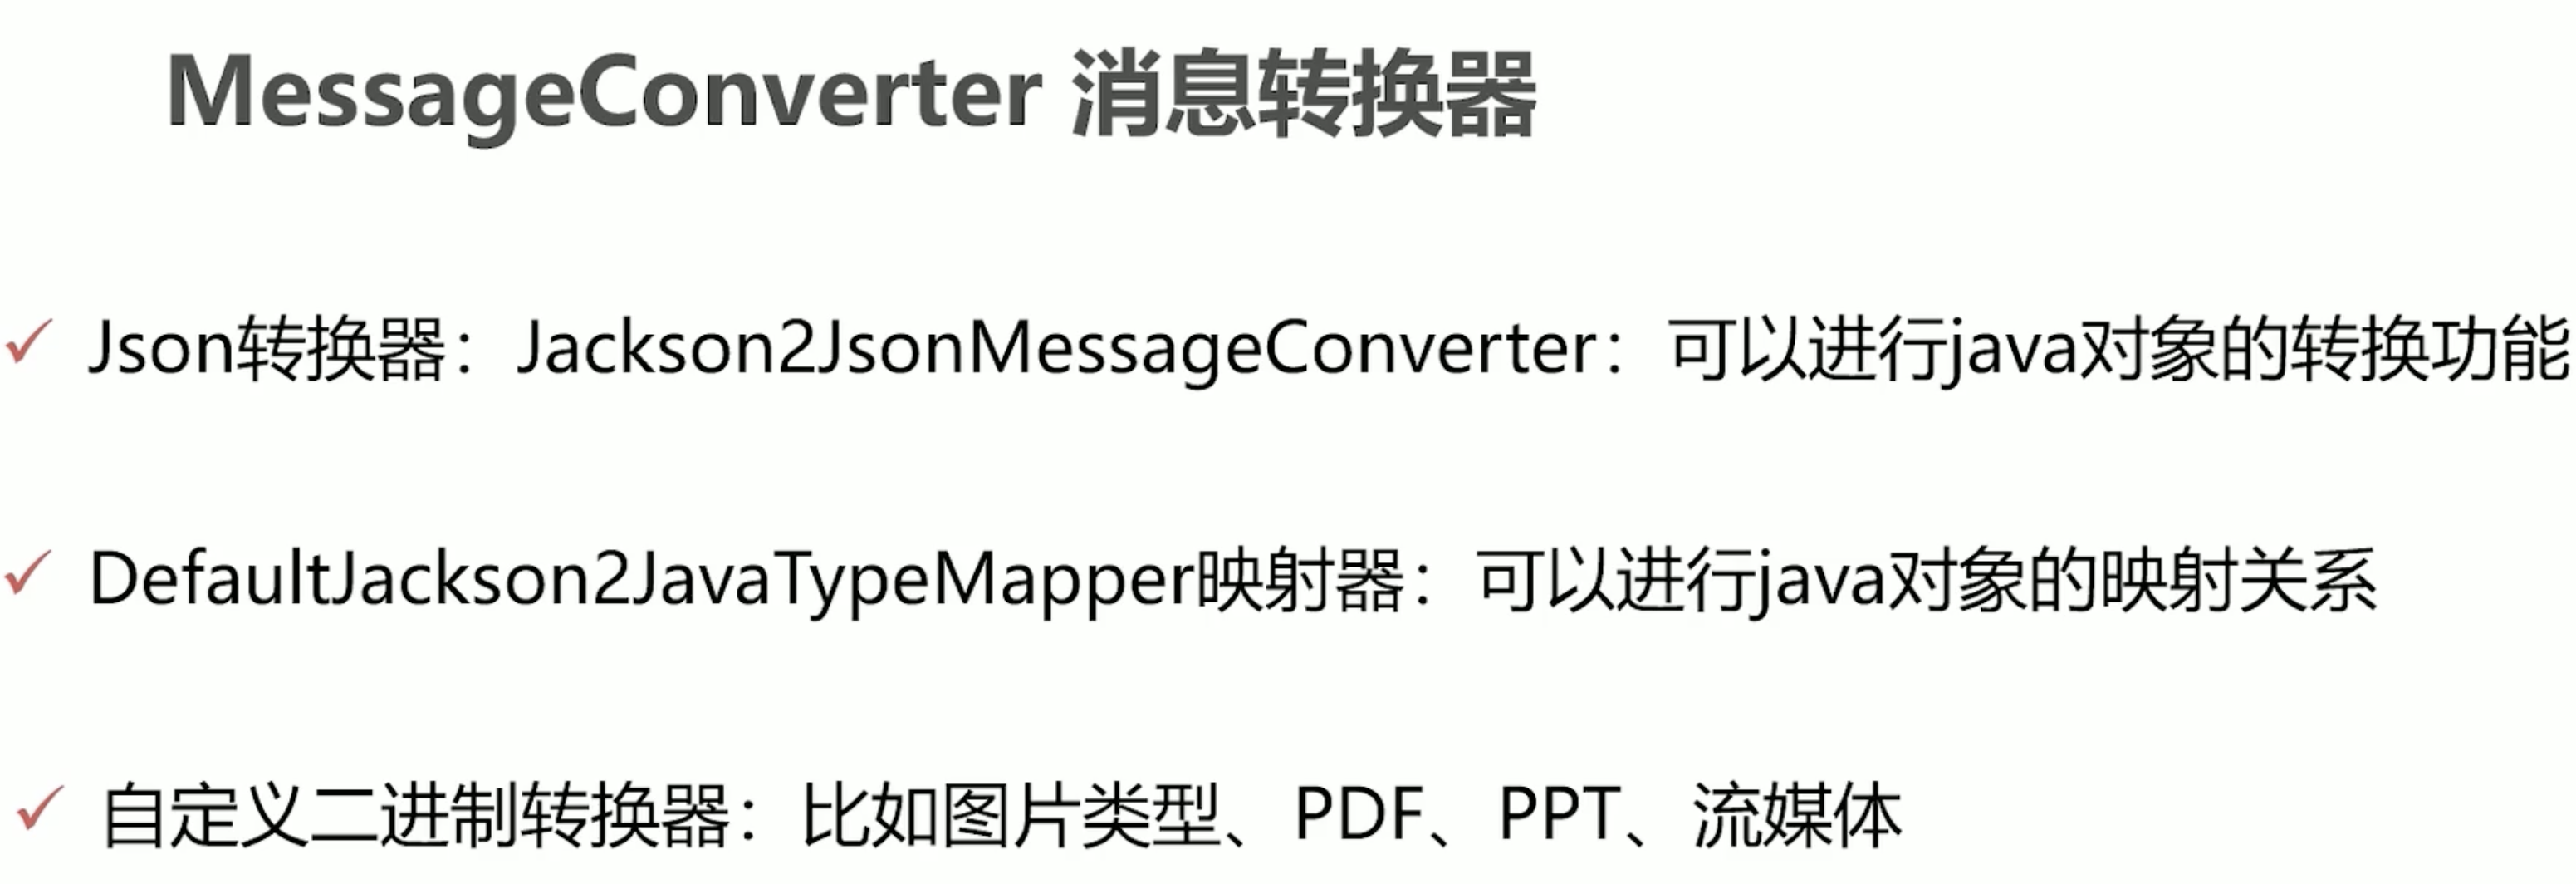 MessageConverter 消息转换器
Json转换器：Jackson2JsonMessageConverter：可以进行java对象的转换功能
DefaultJackson2JavaTypeMapper映射器：可以进行java对象的映射关系
自定义二进制转换器：比如图片类型、PDF、PPT、流媒体